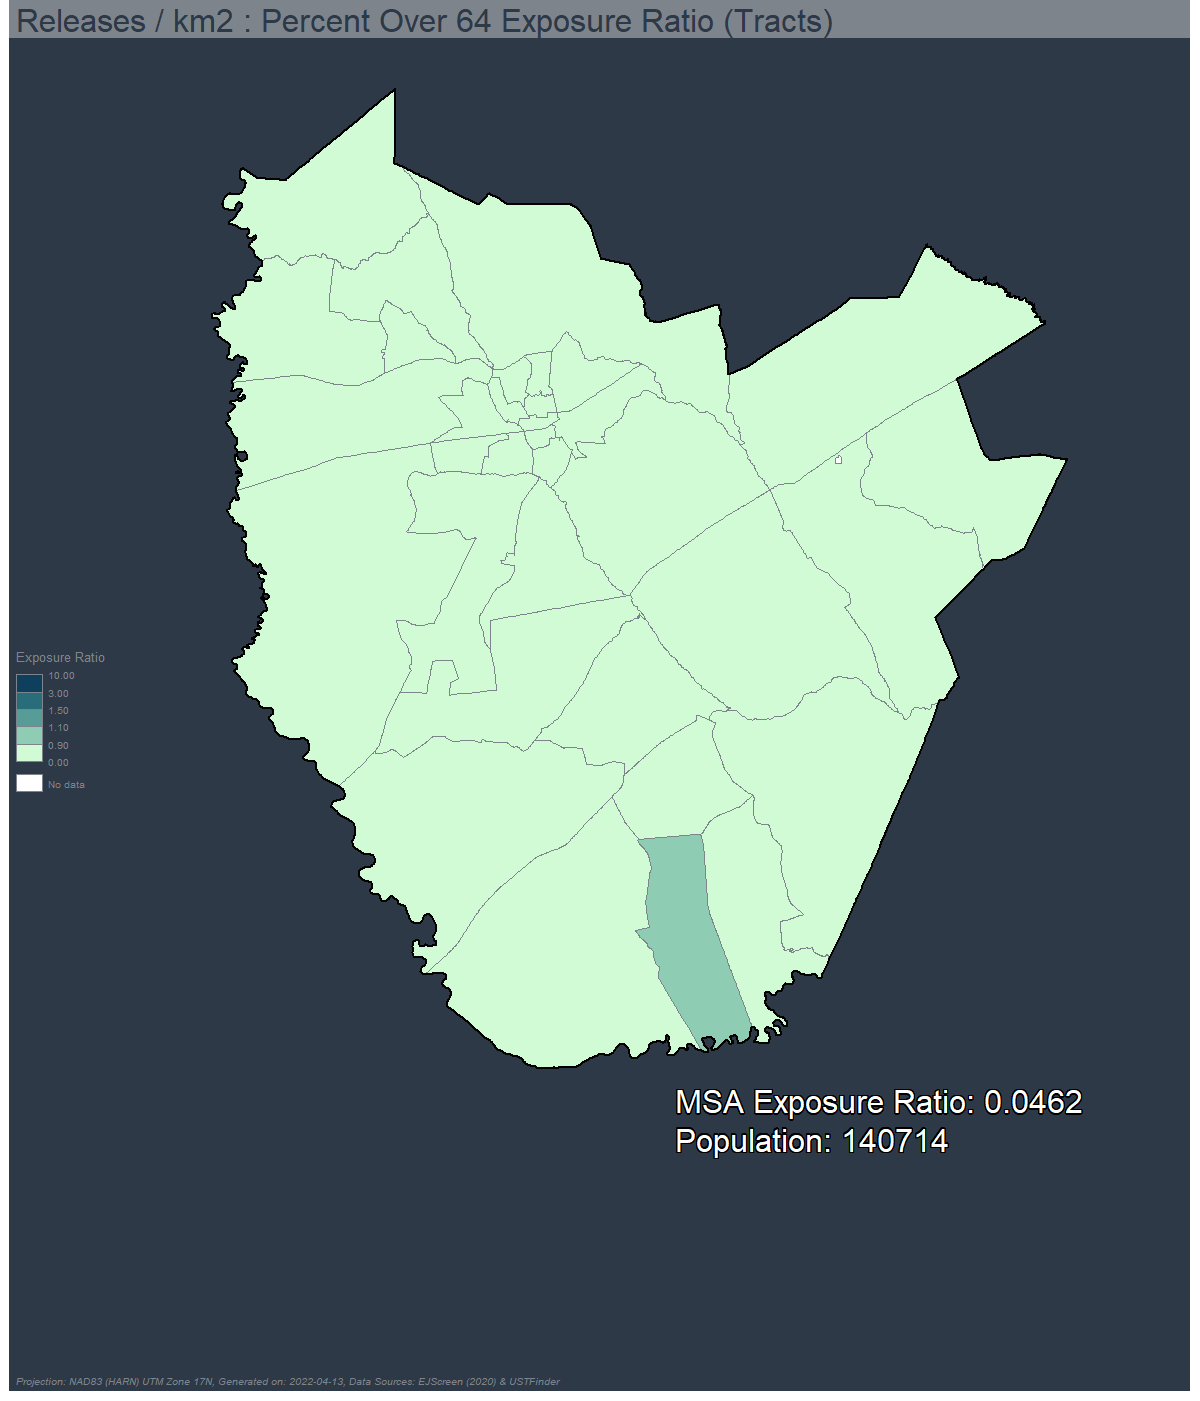 Releases / km2 : Percent Over 64 Exposure Ratio (Tracts)
Exposure Ratio
10.00
3.00
1.50
1.10
0.90
0.00
No data
MSA Exposure Ratio: 0.0462
Population: 140714
Projection: NAD83 (HARN) UTM Zone 17N, Generated on: 2022-04-13, Data Sources: EJScreen (2020) & USTFinder